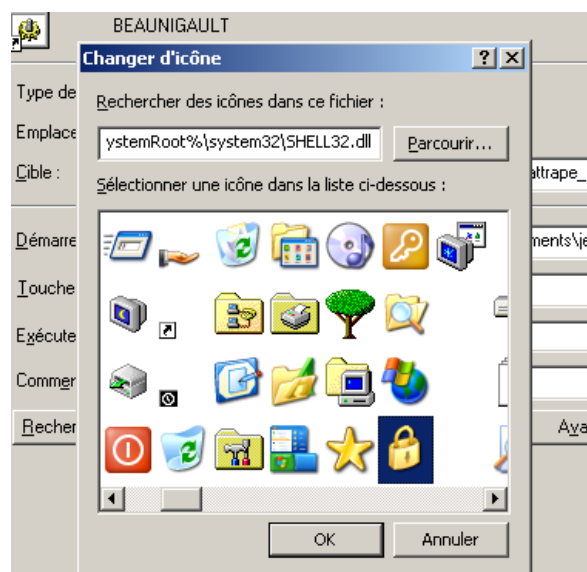 BEAUNIGAULT
Changer d'icône
Type de
Rechercher des icônes dans ce fichier :
Emplace
ystemRoot%\system32\SHELL32.dll
Parcourir...
Cible :
attrape_
Sélectionner une icône dans la liste ci-dessous :
Démarre
ments\je
Touche
Exécute
Commer
Recher
Ava
OK
Annuler